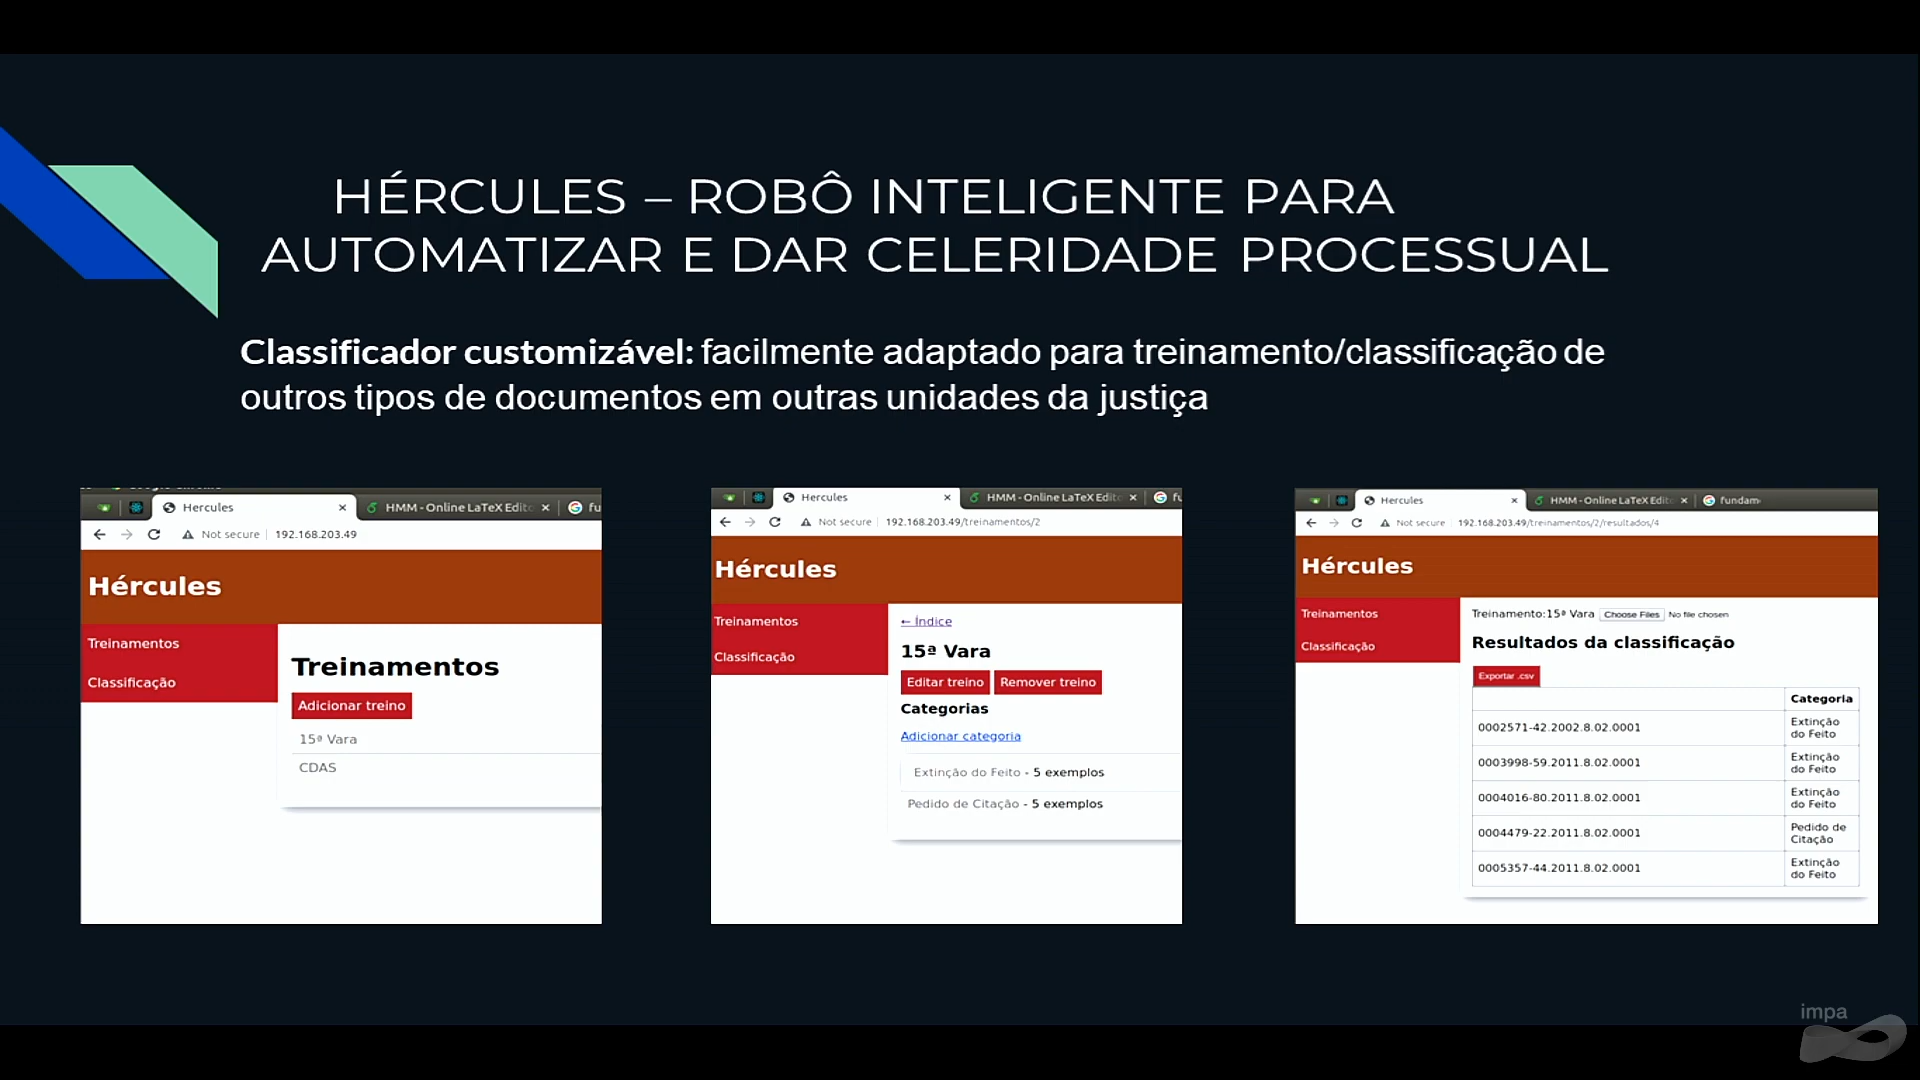 HÉRCULES – ROBÔ INTELIGENTE PARA
AUTOMATIZAR E DAR CELERIDADE PROCESSUAL
Classificador customizável: facilmente adaptado para treinamento/classificação de
outros tipos de documentos em outras unidades da justiça
Hércules
HMM - Online LaTeX Edit
fu
Not secure
192.168.203.49
Hércules
Treinamentos
Classificação
Treinamentos
Adicionar treino
15ª Vara
CDAS
Hércules
HMM - Online LaTeX Edit
fu
Not secure
192.168.203.49/treinamentos/2
Hércules
Treinamentos
Classificação
← Índice
15ª Vara
Editar treino
Remover treino
Categorias
Adicionar categoria
Extinção do Feito - 5 exemplos
Pedido de Citação - 5 exemplos
Hércules
HMM - Online LaTeX Edit
fundam
Not secure
192.168.203.49/treinamentos/2/resultados/4
Hércules
Treinamentos
Classificação
Treinamento:15ª Vara Choose Files No file chosen
Resultados da classificação
Exportar .csv
Categoria
0002571-42.2002.8.02.0001
Extinção
do Feito
0003998-59.2011.8.02.0001
Extinção
do Feito
0004016-80.2011.8.02.0001
Extinção
do Feito
0004479-22.2011.8.02.0001
Pedido de
Citação
0005357-44.2011.8.02.0001
Extinção
do Feito
impa